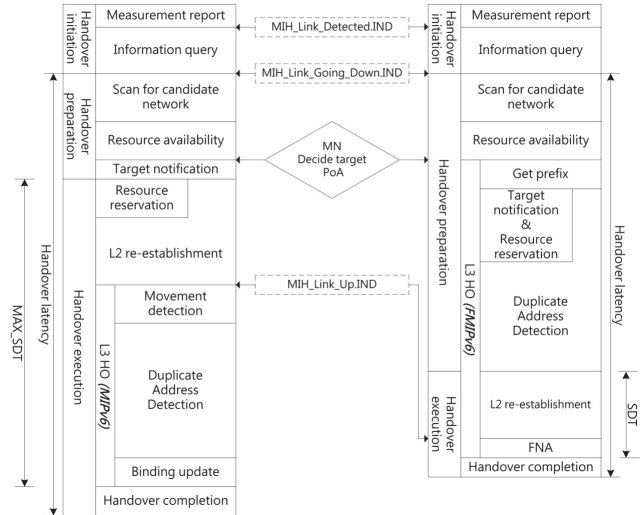 Handover initiation
Measurement report
Information query
Handover preparation
Scan for candidate
network
Resource availability
Target notification
Handover latency
MAX_SDT
Handover execution
Resource
reservation
L2 re-establishment
L3 HO (MIPv6)
Movement
detection
Duplicate
Address
Detection
Binding update
Handover completion
MIH_Link_Detected.IND
MIH_Link_Going_Down.IND
MN
Decide target
PoA
MIH_Link_Up.IND
Handover initiation
Measurement report
Information query
Handover preparation
Scan for candidate
network
Resource availability
L3 HO (FMIPv6)
Get prefix
Target
notification
&
Resource
reservation
Duplicate
Address
Detection
Handover execution
L2 re-establishment
FNA
Handover completion
Handover latency
SDT